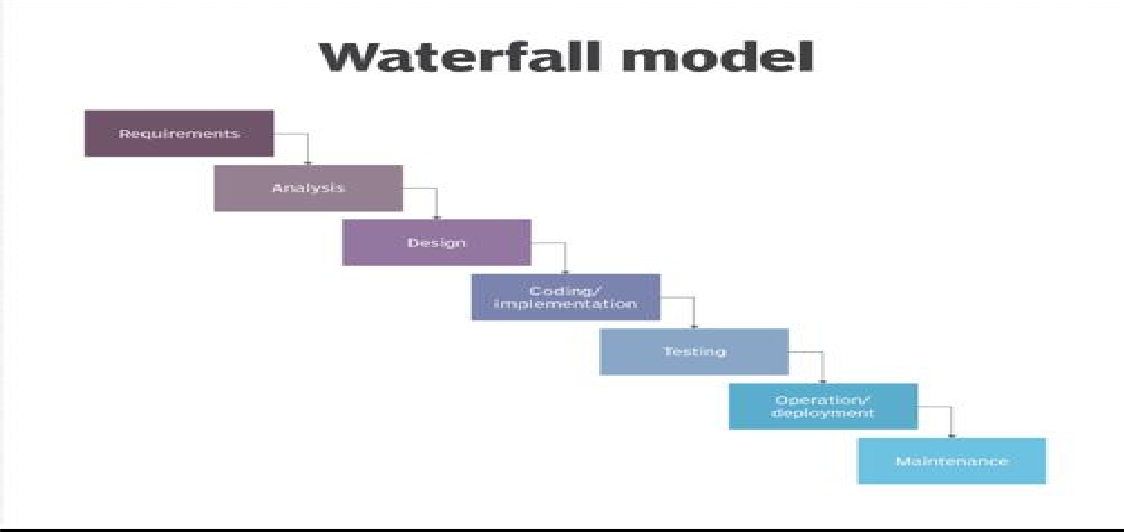 Waterfall model
Requirements
Analysis
Design
Coding/
implementation
Testing
Operation/
deployment
Maintenance